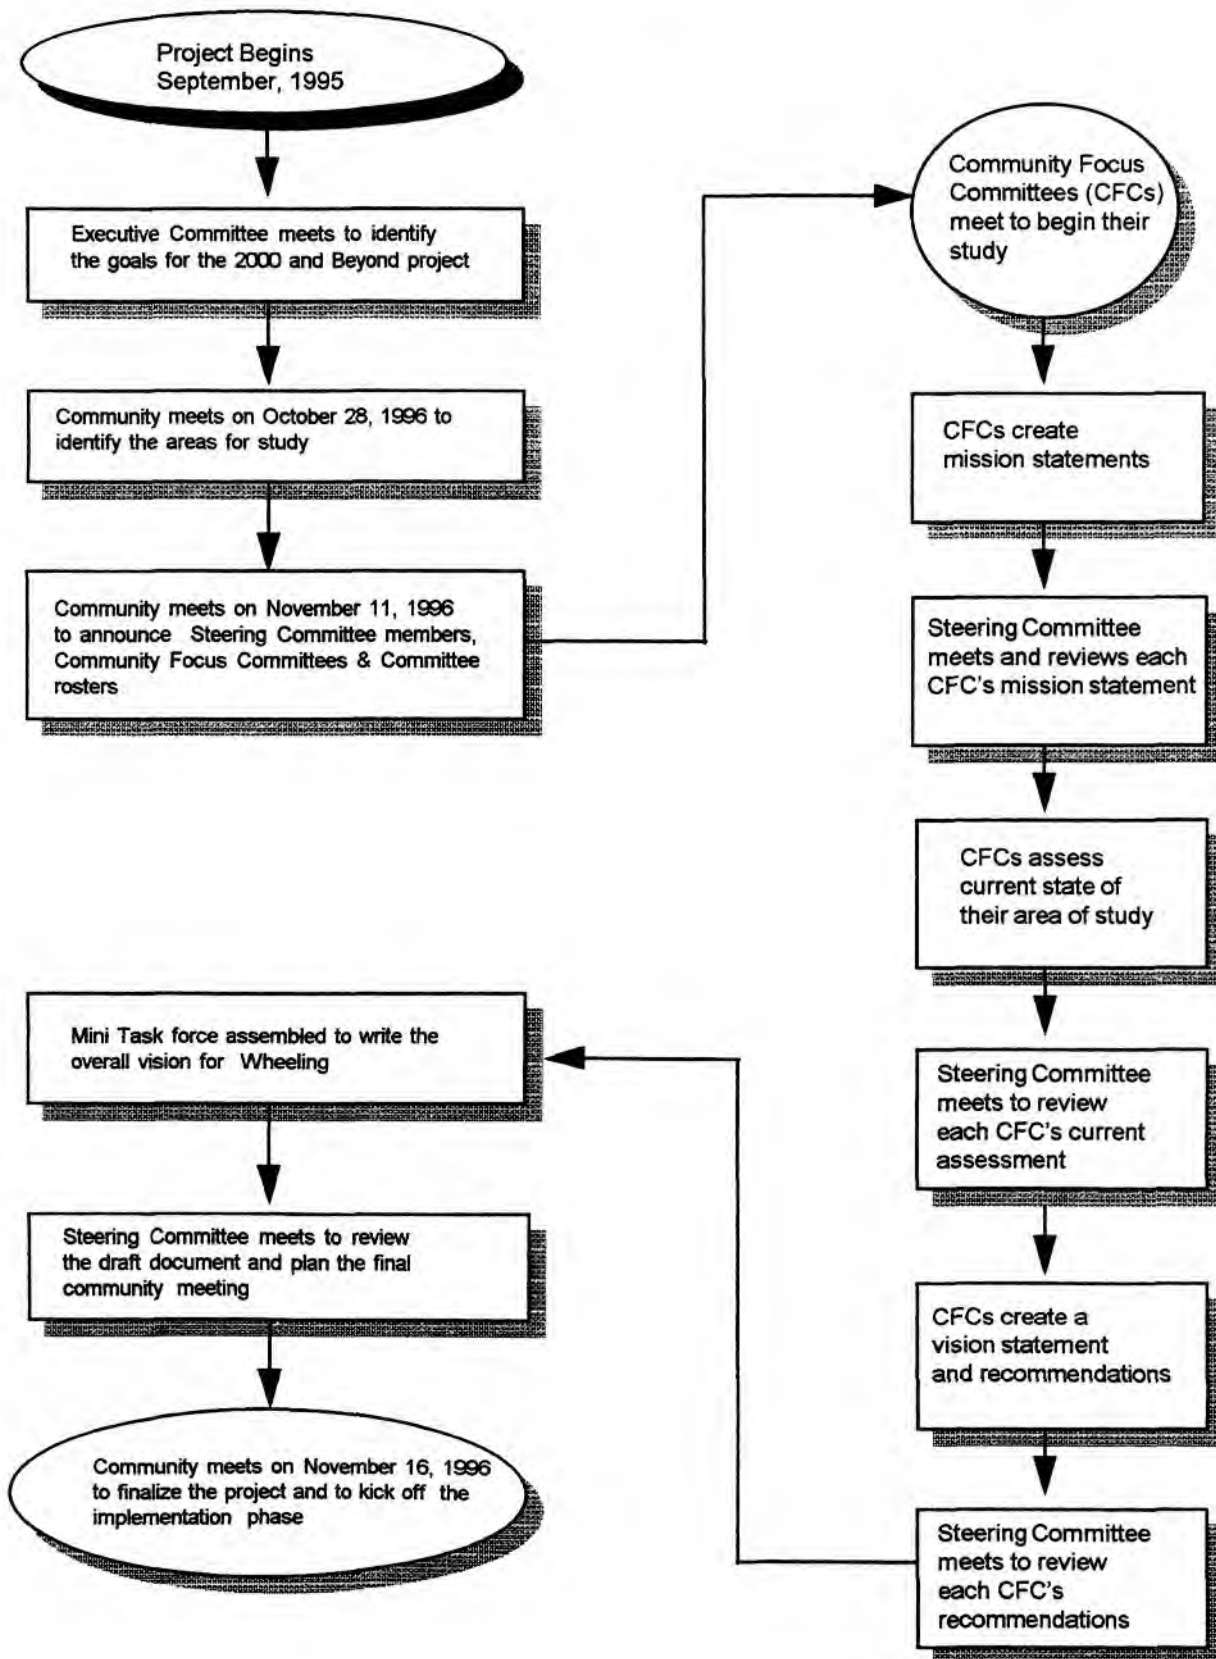 Project Begins
September, 1995
Executive Committee meets to identify
the goals for the 2000 and Beyond project
Community meets on October 28, 1996 to
identify the areas for study
Community meets on November 11, 1996
to announce Steering Committee members,
Community Focus Committees & Committee
rosters
Community Focus
Committees (CFCs)
meet to begin their
study
CFCs create
mission statements
Steering Committee
meets and reviews each
CFC's mission statement
CFCs assess
current state of
their area of study
Steering Committee
meets to review
each CFC's current
assessment
CFCs create a
vision statement
and recommendations
Steering Committee
meets to review
each CFC's
recommendations
Mini Task force assembled to write the
overall vision for Wheeling
Steering Committee meets to review
the draft document and plan the final
community meeting
Community meets on November 16, 1996
to finalize the project and to kick off the
implementation phase